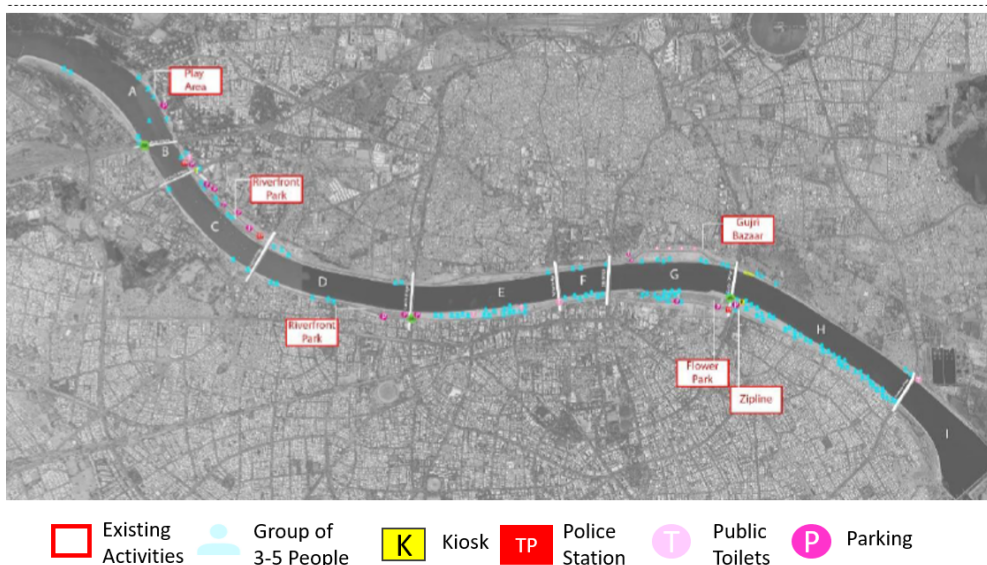 Play
Area
A
B
Riverfront
Park
C
Gujri
Bazaar
D
E
F
G
Riverfront
Park
H
Flower
Park
Zipline
I
Existing
Activities
Group of
3-5 People
K
Kiosk
TP
Police
Station
T
Public
Toilets
P
Parking